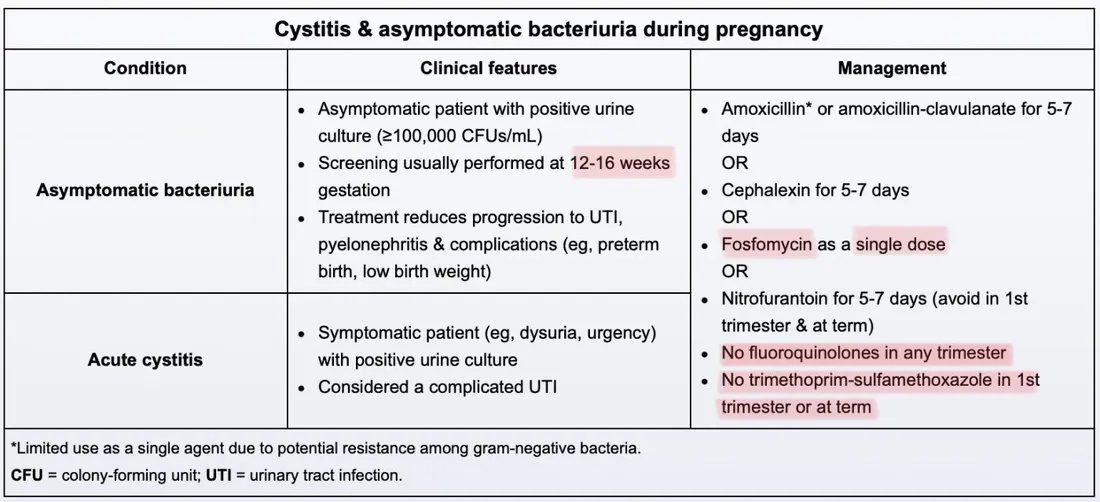 Cystitis & asymptomatic bacteriuria during pregnancy
Condition
Clinical features
Management
Asymptomatic bacteriuria
• Asymptomatic patient with positive urine
culture (≥100,000 CFUs/mL)
• Screening usually performed at 12-16 weeks
gestation
• Treatment reduces progression to UTI,
pyelonephritis & complications (eg, preterm
birth, low birth weight)
Acute cystitis
• Symptomatic patient (eg, dysuria, urgency)
with positive urine culture
• Considered a complicated UTI
• Amoxicillin* or amoxicillin-clavulanate for 5-7
days
OR
• Cephalexin for 5-7 days
OR
• Fosfomycin as a single dose
OR
• Nitrofurantoin for 5-7 days (avoid in 1st
trimester & at term)
• No fluoroquinolones in any trimester
• No trimethoprim-sulfamethoxazole in 1st
trimester or at term
*Limited use as a single agent due to potential resistance among gram-negative bacteria.
CFU = colony-forming unit; UTI = urinary tract infection.